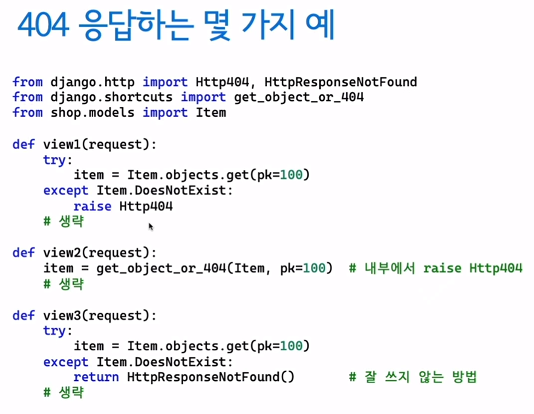 404 응답하는 몇 가지 예
from django.http import Http404, HttpResponseNotFound
from django.shortcuts import get_object_or_404
from shop.models import Item
def view1(request):
    try:
        item = Item.objects.get(pk=100)
    except Item.DoesNotExist:
        raise Http404
    # 생략
def view2(request):
    item = get_object_or_404(Item, pk=100)  # 내부에서 raise Http404
    # 생략
def view3(request):
    try:
        item = Item.objects.get(pk=100)
    except Item.DoesNotExist:
        return HttpResponseNotFound()       # 잘 쓰지 않는 방법
    # 생략